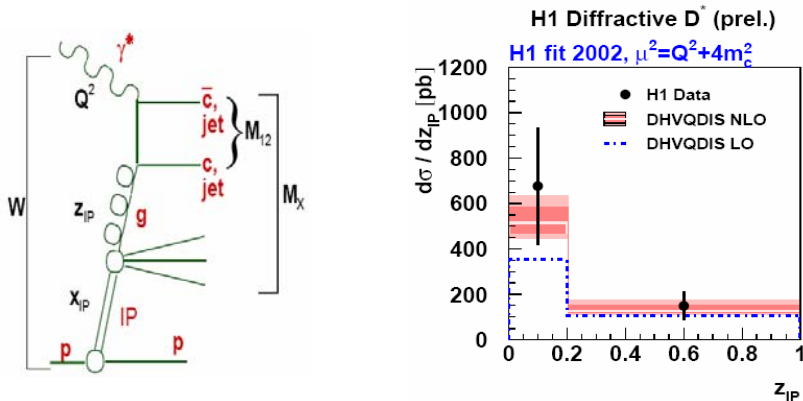 γ*
Q²
c̄,
jet
M₁₂
c,
jet
M_X
W
z_IP
g
x_IP
IP
p
p
H1 Diffractive D* (prel.)
H1 fit 2002, μ²=Q²+4m_c²
dσ / dz_IP [pb]
1200
1000
800
600
400
200
0
H1 Data
DHVQDIS NLO
DHVQDIS LO
0
0.2
0.4
0.6
0.8
1
z_IP